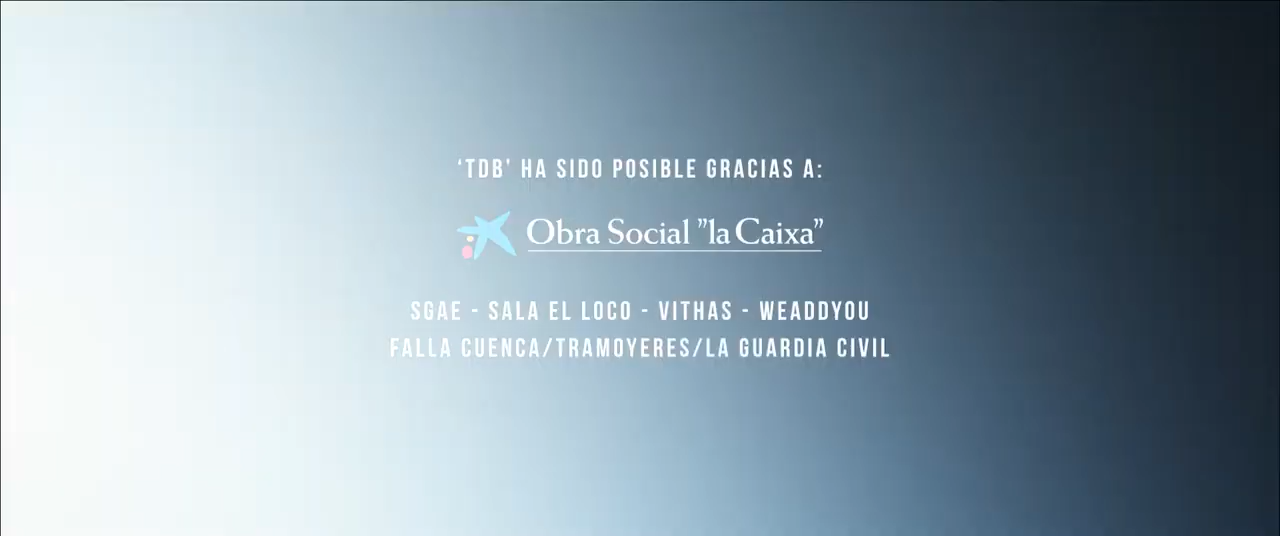 ‘TDB’ HA SIDO POSIBLE GRACIAS A:
Obra Social ”la Caixa”
SGAE - SALA EL LOCO - VITHAS - WEADDYOU
FALLA CUENCA/TRAMOYERES/LA GUARDIA CIVIL